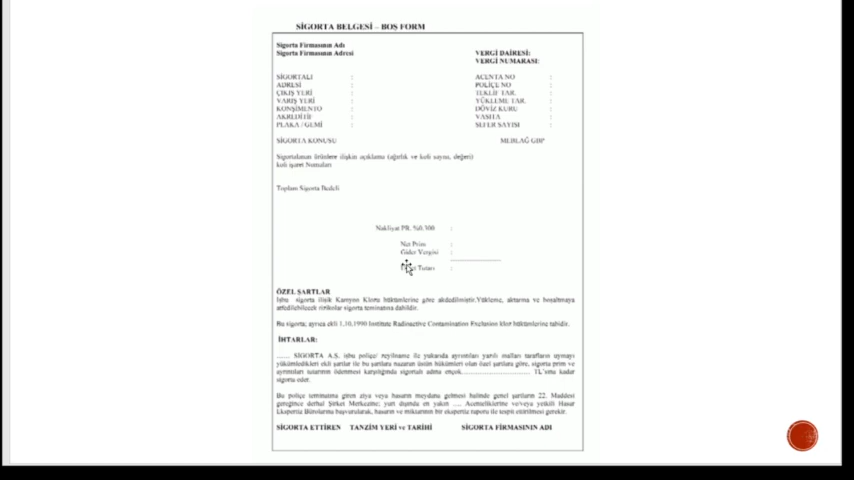 SİGORTA BELGESİ – BOŞ FORM
Sigorta Firmasının Adı
Sigorta Firmasının Adresi
VERGİ DAİRESİ:
VERGİ NUMARASI:
SİGORTALI : ACENTA NO :
ADRESİ : POLİÇE NO :
ÇIKIŞ YERİ : TEKLİF TAR. :
VARIŞ YERİ : YÜKLEME TAR. :
KONŞİMENTO : DÖVİZ KURU :
AKREDİTİF : VASITA :
PLAKA / GEMİ : SEFER SAYISI :
SİGORTA KONUSU MEBLAĞ GBP
Sigortalanan ürünlere ilişkin açıklama (ağırlık ve koli sayısı, değeri)
koli işaret Numaları
Toplam Sigorta Bedeli
Nakliyat PR. %0.300 :
Net Prim :
Gider Vergisi :
Tutarı :
ÖZEL ŞARTLAR
İşbu sigorta ilişik Kamyon Klozu hükümlerine göre akdedilmiştir.Yükleme, aktarma ve boşaltmaya
atfedilebilecek rizikolar sigorta teminatına dahildir.
Bu sigorta; ayrıca ekli 1.10.1990 Institute Radioactive Contamination Exclusion kloz hükümlerine tabidir.
İHTARLAR:
....... SİGORTA A.Ş. işbu poliçe yukarıda ayrıntıları yazılı malları tarafların uymayı
yükümledikleri ekli şartlar ile bu şartlara nazaran üstün hükümleri olan özel şartlara göre, sigorta prim ve
ayrıntıları tutarının ödenmesi karşılığında sigortalı adına ençok............................... TL'sına kadar
sigorta eder.
Bu poliçe teminatına giren ziya veya hasarın meydana gelmesi halinde genel şartların 22. Maddesi
gereğince derhal Şirket Merkezine; yurt dışında en yakın ..... Acenteliklerine ve/veya yetkili Hasar
Ekspertiz Bürolarına başvurularak, hasarın ve miktarının bir ekspertiz raporu ile tespit ettirilmesi gerekir.
SİGORTA ETTİREN TANZİM YERİ ve TARİHİ SİGORTA FİRMASININ ADI